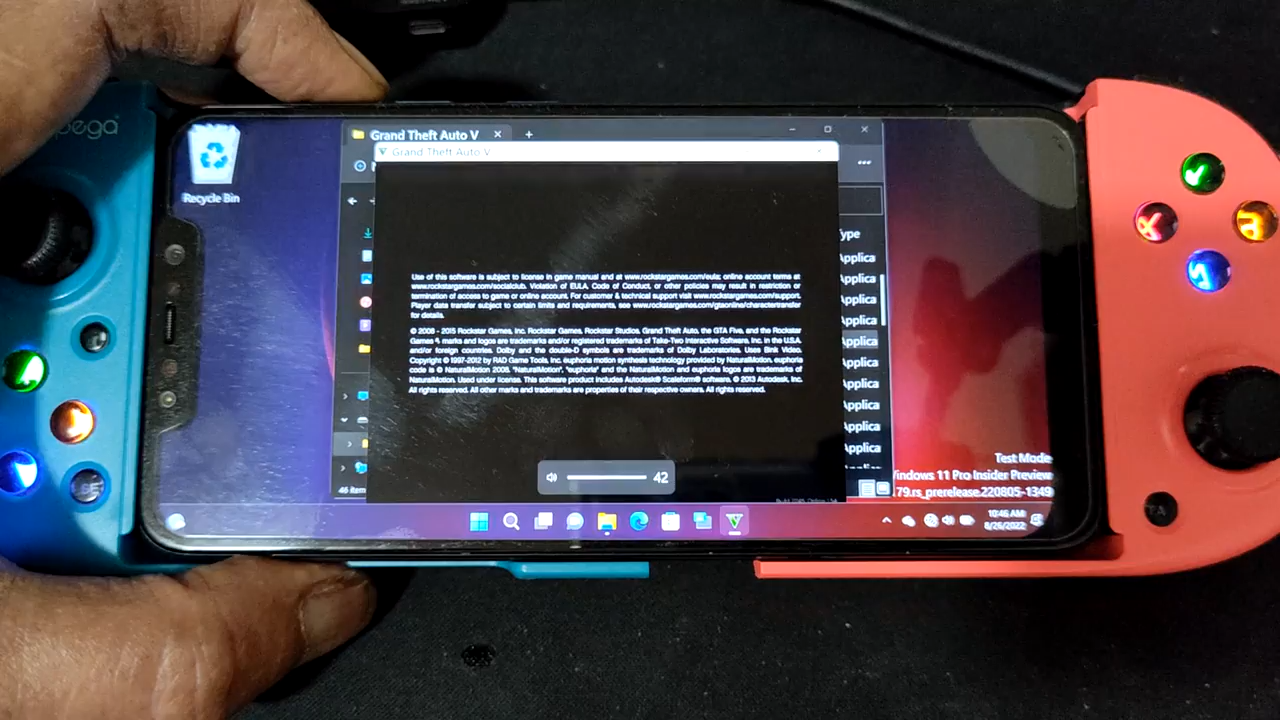 pega
Recycle Bin
Grand Theft Auto V
Grand Theft Auto V
Use of this software is subject to license in game manual and at www.rockstargames.com/eula; online account terms at
www.rockstargames.com/socialclub. Violation of EULA, Code of Conduct, or other policies may result in restriction or
termination of access to game or online account. For customer & technical support visit www.rockstargames.com/support.
Player data transfer subject to certain limits and requirements, see www.rockstargames.com/gtaonline/charactertransfer
for details.
© 2008 - 2015 Rockstar Games, Inc. Rockstar Games, Rockstar Studios, Grand Theft Auto, the GTA Five, and the Rockstar
Games R marks and logos are trademarks and/or registered trademarks of Take-Two Interactive Software, Inc. in the U.S.A.
and/or foreign countries. Dolby and the double-D symbols are trademarks of Dolby Laboratories. Uses Bink Video.
Copyright © 1997-2012 by RAD Game Tools, Inc. euphoria motion synthesis technology provided by NaturalMotion. euphoria
code is © NaturalMotion 2008. "NaturalMotion", "euphoria" and the NaturalMotion and euphoria logos are trademarks of
NaturalMotion. Used under license. This software product includes Autodesk® Scaleform® software, © 2013 Autodesk, Inc.
All rights reserved. All other marks and trademarks are properties of their respective owners. All rights reserved.
ype
Applica
Applica
Applica
Applica
Applica
Applica
Applica
Applica
Applica
Applica
42
46 item
Test Mode
Windows 11 Pro Insider Preview
79.rs_prerelease.220805-1349
10:46 AM
8/26/2022